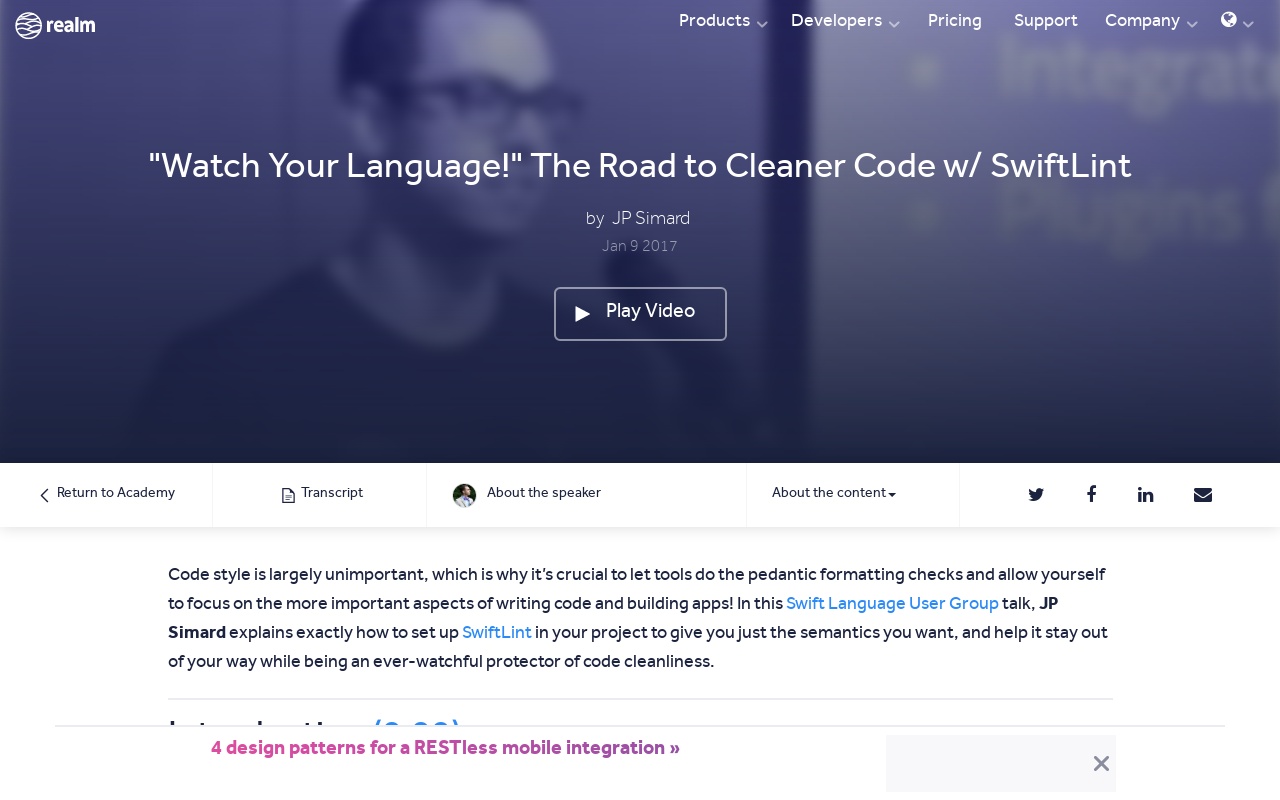 realm
Products
Developers
Pricing
Support
Company
Integrate
Plugins f
"Watch Your Language!" The Road to Cleaner Code w/ SwiftLint
by JP Simard
Jan 9 2017
Play Video
Return to Academy
Transcript
About the speaker
About the content
Code style is largely unimportant, which is why it’s crucial to let tools do the pedantic formatting checks and allow yourself
to focus on the more important aspects of writing code and building apps! In this Swift Language User Group talk, JP
Simard explains exactly how to set up SwiftLint in your project to give you just the semantics you want, and help it stay out
of your way while being an ever-watchful protector of code cleanliness.
4 design patterns for a RESTless mobile integration »